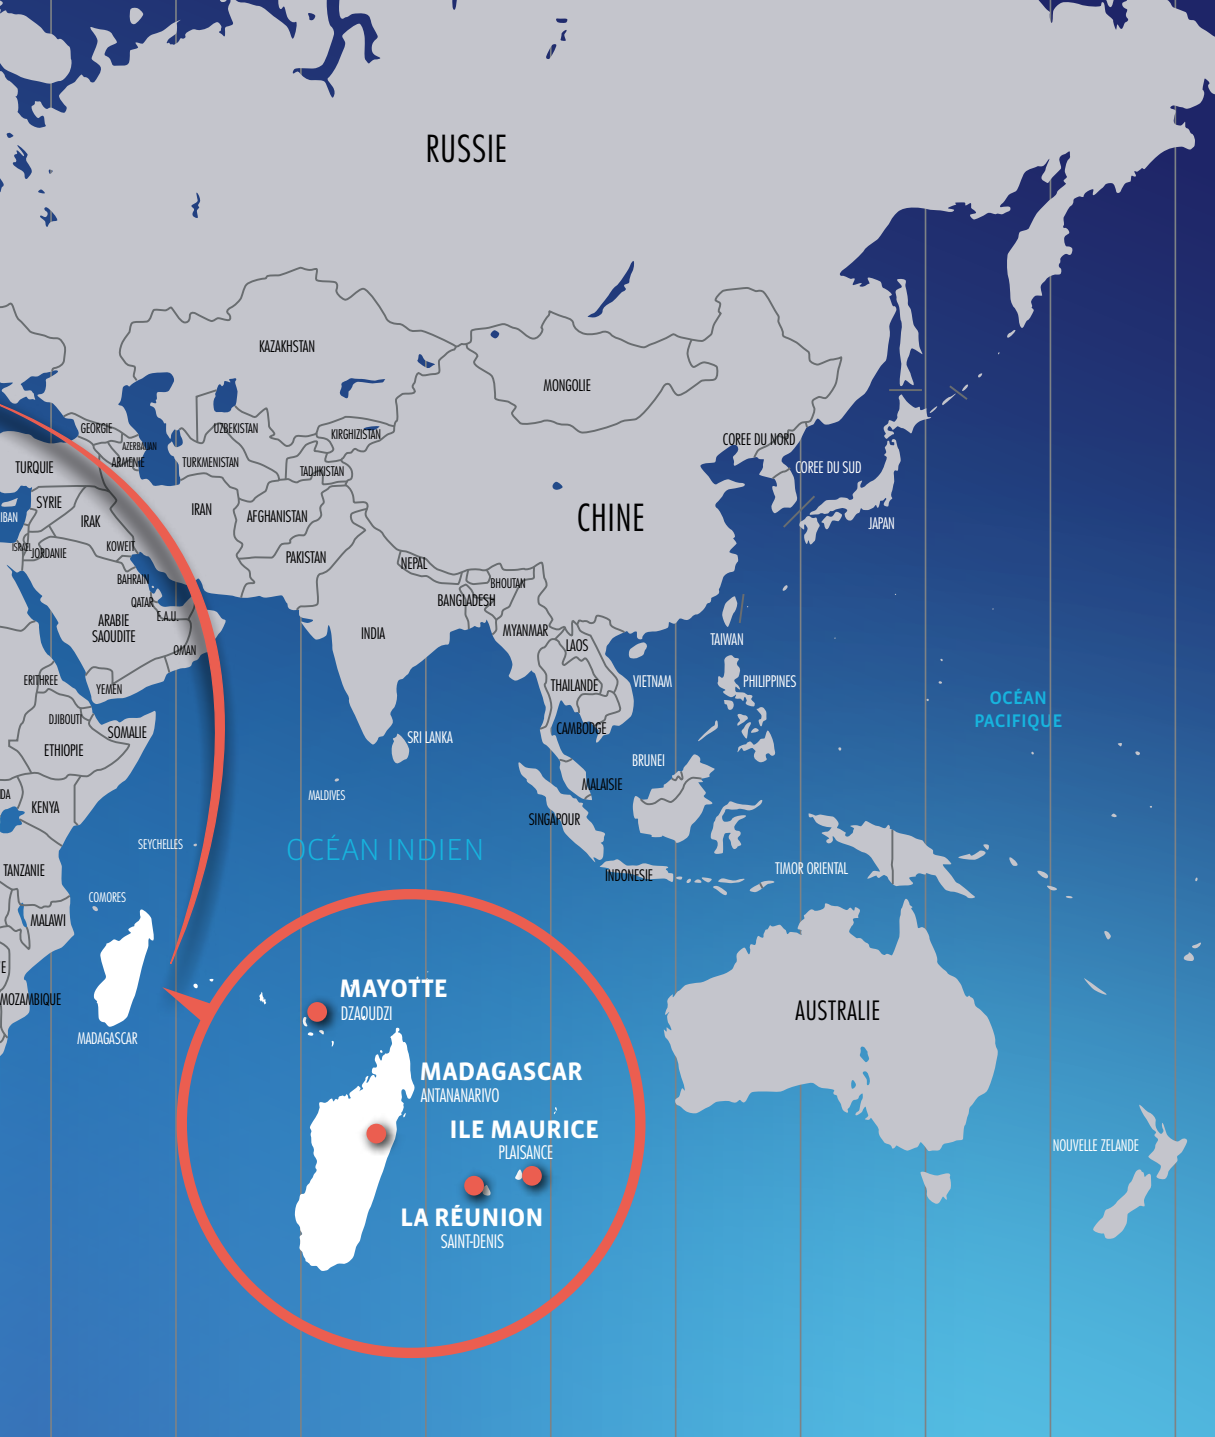 RUSSIE
KAZAKHSTAN
MONGOLIE
GEORGIE
OUZBEKISTAN
KIRGHIZISTAN
COREE DU NORD
AZERBAIJAN
ARMENIE
TURKMENISTAN
TADJIKISTAN
COREE DU SUD
TURQUIE
SYRIE
IRAK
IRAN
AFGHANISTAN
CHINE
JAPAN
IBAN
ISRAEL
JORDANIE
KOWEIT
PAKISTAN
NEPAL
BHOUTAN
BAHRAIN
QATAR
E.A.U.
BANGLADESH
ARABIE
SAOUDITE
INDIA
MYANMAR
LAOS
TAIWAN
OMAN
ERITHREE
YEMEN
THAILANDE
VIETNAM
PHILIPPINES
OCÉAN
PACIFIQUE
DJIBOUTI
SOMALIE
ETHIOPIE
SRI LANKA
CAMBODGE
BRUNEI
MALAISIE
DA
KENYA
MALDIVES
SINGAPOUR
SEYCHELLES
OCÉAN INDIEN
TANZANIE
INDONESIE
TIMOR ORIENTAL
COMORES
MALAWI
E
MOZAMBIQUE
MADAGASCAR
AUSTRALIE
NOUVELLE ZELANDE
MAYOTTE
DZAOUDZI
MADAGASCAR
ANTANANARIVO
ILE MAURICE
PLAISANCE
LA RÉUNION
SAINT-DENIS